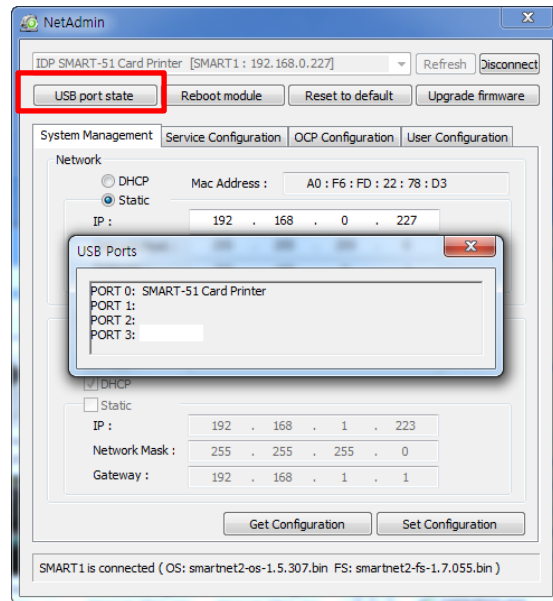 NetAdmin
IDP SMART-51 Card Printer [SMART1 : 192.168.0.227] Refresh Disconnect
USB port state Reboot module Reset to default Upgrade firmware
System Management Service Configuration OCP Configuration User Configuration
Network
DHCP Mac Address : A0 : F6 : FD : 22 : 78 : D3
Static
IP : 192 . 168 . 0 . 227
USB Ports
PORT 0: SMART-51 Card Printer
PORT 1:
PORT 2:
PORT 3:
DHCP
Static
IP : 192 . 168 . 1 . 223
Network Mask : 255 . 255 . 255 . 0
Gateway : 192 . 168 . 1 . 1
Get Configuration Set Configuration
SMART1 is connected ( OS: smartnet2-os-1.5.307.bin FS: smartnet2-fs-1.7.055.bin )